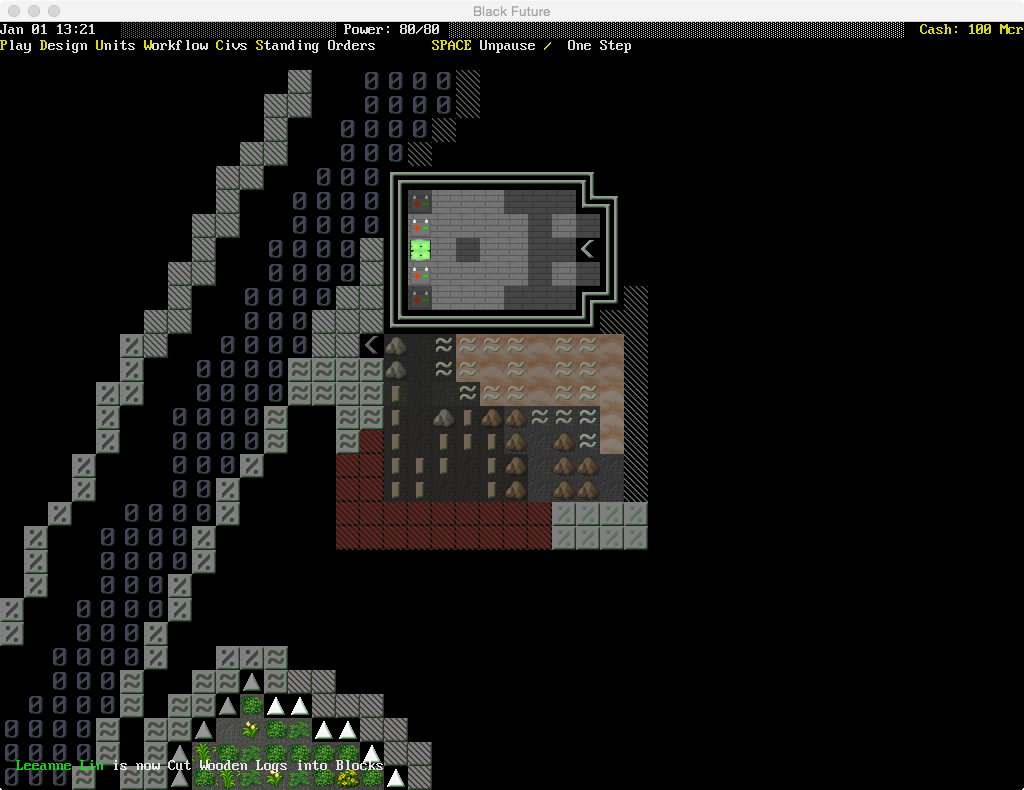 Black Future
Jan 01 13:21 Power: 80/80 Cash: 100 Mcr
Play Design Units Workflow Civs Standing Orders SPACE Unpause / One Step
Leeanne Lin is now Cut Wooden Logs into Blocks